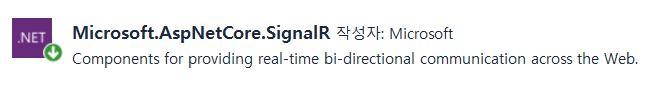 .NET
Microsoft.AspNetCore.SignalR 작성자: Microsoft
Components for providing real-time bi-directional communication across the Web.